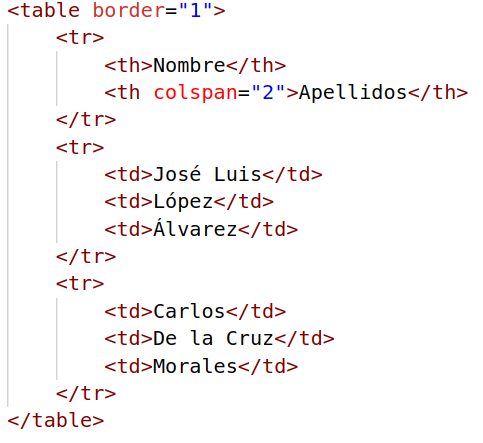 <table border="1">
    <tr>
        <th>Nombre</th>
        <th colspan="2">Apellidos</th>
    </tr>
    <tr>
        <td>José Luis</td>
        <td>López</td>
        <td>Álvarez</td>
    </tr>
    <tr>
        <td>Carlos</td>
        <td>De la Cruz</td>
        <td>Morales</td>
    </tr>
</table>